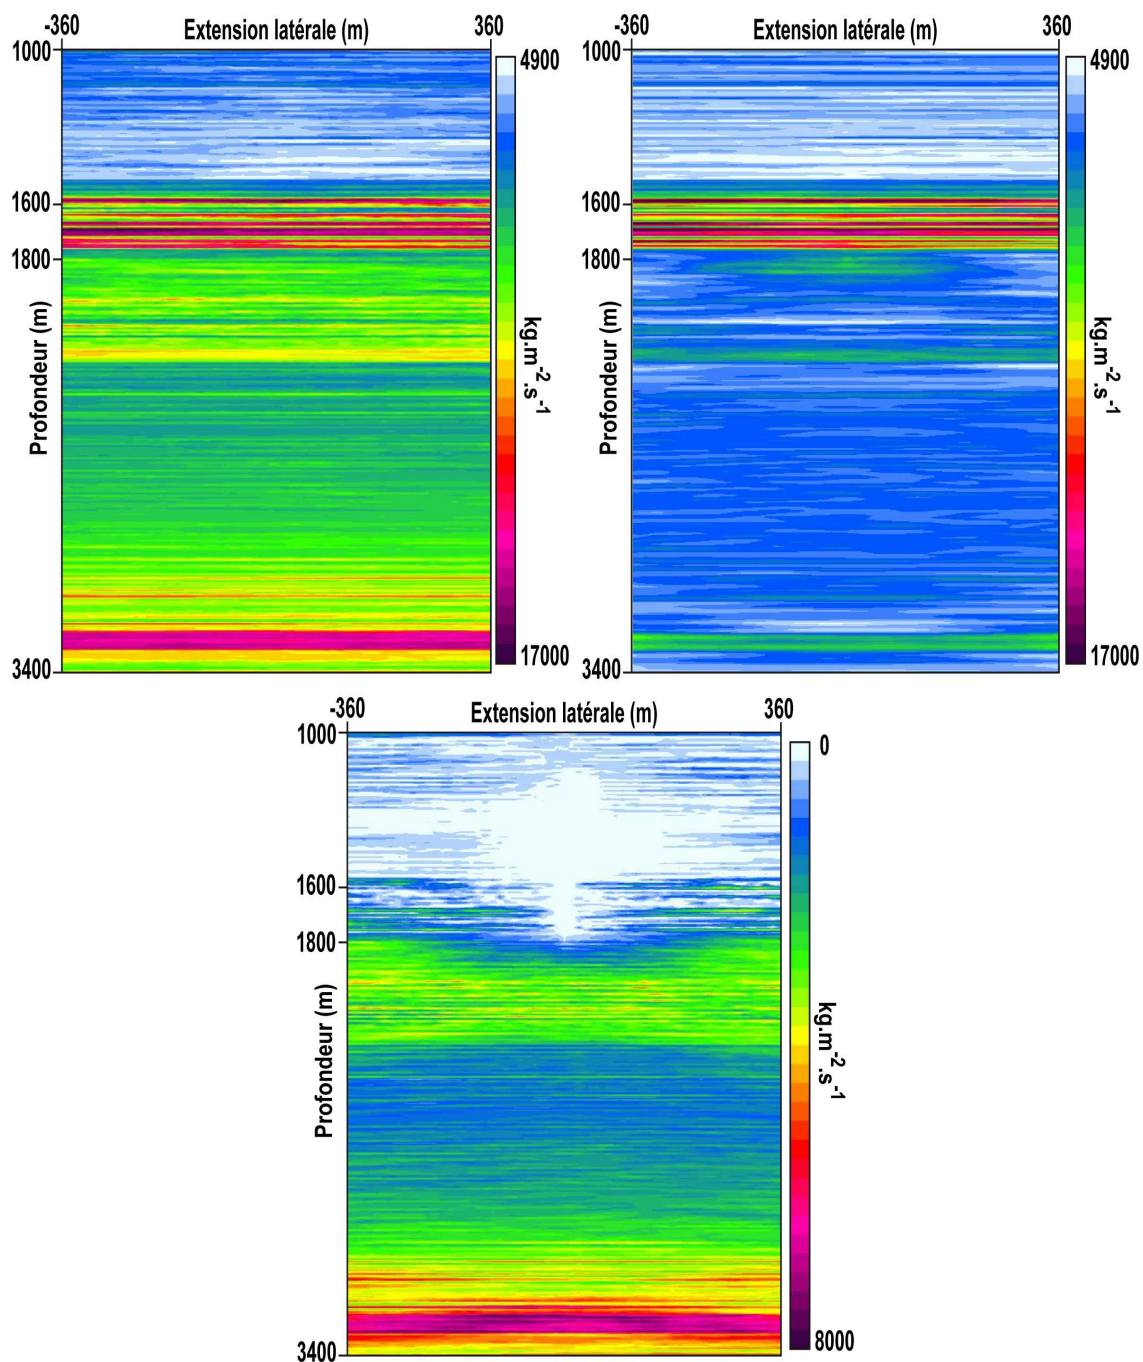 -360 360
Extension latérale (m)
1000
1600
1800
3400
Profondeur (m)
4900
17000
kg.m-2.s-1
-360 360
Extension latérale (m)
1000
1600
1800
3400
Profondeur (m)
4900
17000
kg.m-2.s-1
-360 360
Extension latérale (m)
1000
1600
1800
3400
Profondeur (m)
0
8000
kg.m-2.s-1